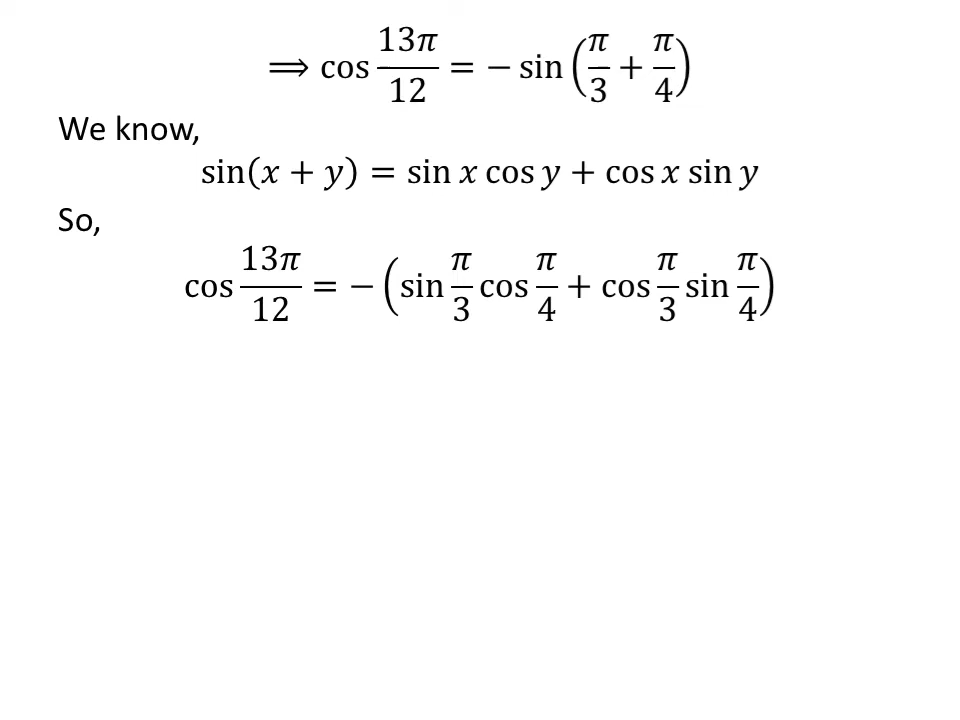 ⟹ cos 13π/12 = − sin (π/3 + π/4)
We know,
sin(x + y) = sin x cos y + cos x sin y
So,
cos 13π/12 = − (sin π/3 cos π/4 + cos π/3 sin π/4)